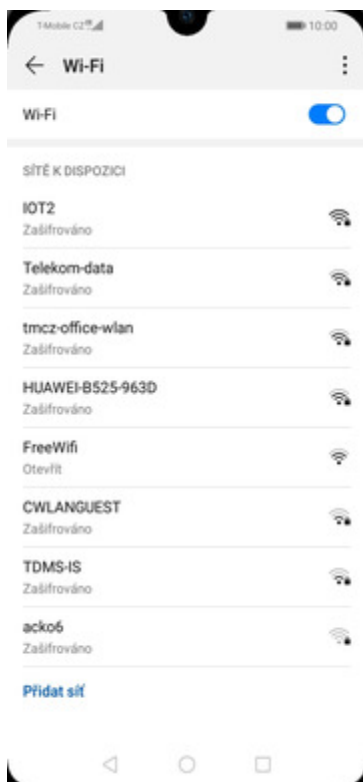 T-Mobile CZ
10:00
Wi-Fi
Wi-Fi
SÍTĚ K DISPOZICI
IOT2
Zašifrováno
Telekom-data
Zašifrováno
tmcz-office-wlan
Zašifrováno
HUAWEI-B525-963D
Zašifrováno
FreeWifi
Otevřít
CWLANGUEST
Zašifrováno
TDMS-IS
Zašifrováno
acko6
Zašifrováno
Přidat síť